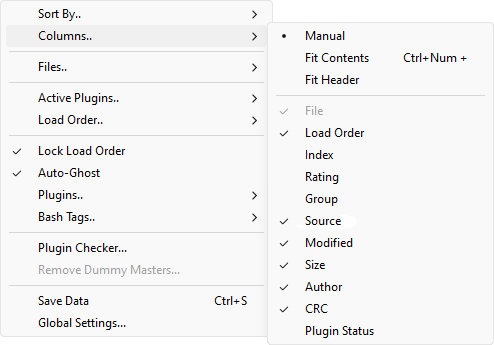 Sort By..
Columns..
Files..
Active Plugins..
Load Order..
Lock Load Order
Auto-Ghost
Plugins..
Bash Tags..
Plugin Checker...
Remove Dummy Masters...
Save Data Ctrl+S
Global Settings...
Manual
Fit Contents Ctrl+Num +
Fit Header
File
Load Order
Index
Rating
Group
Source
Modified
Size
Author
CRC
Plugin Status